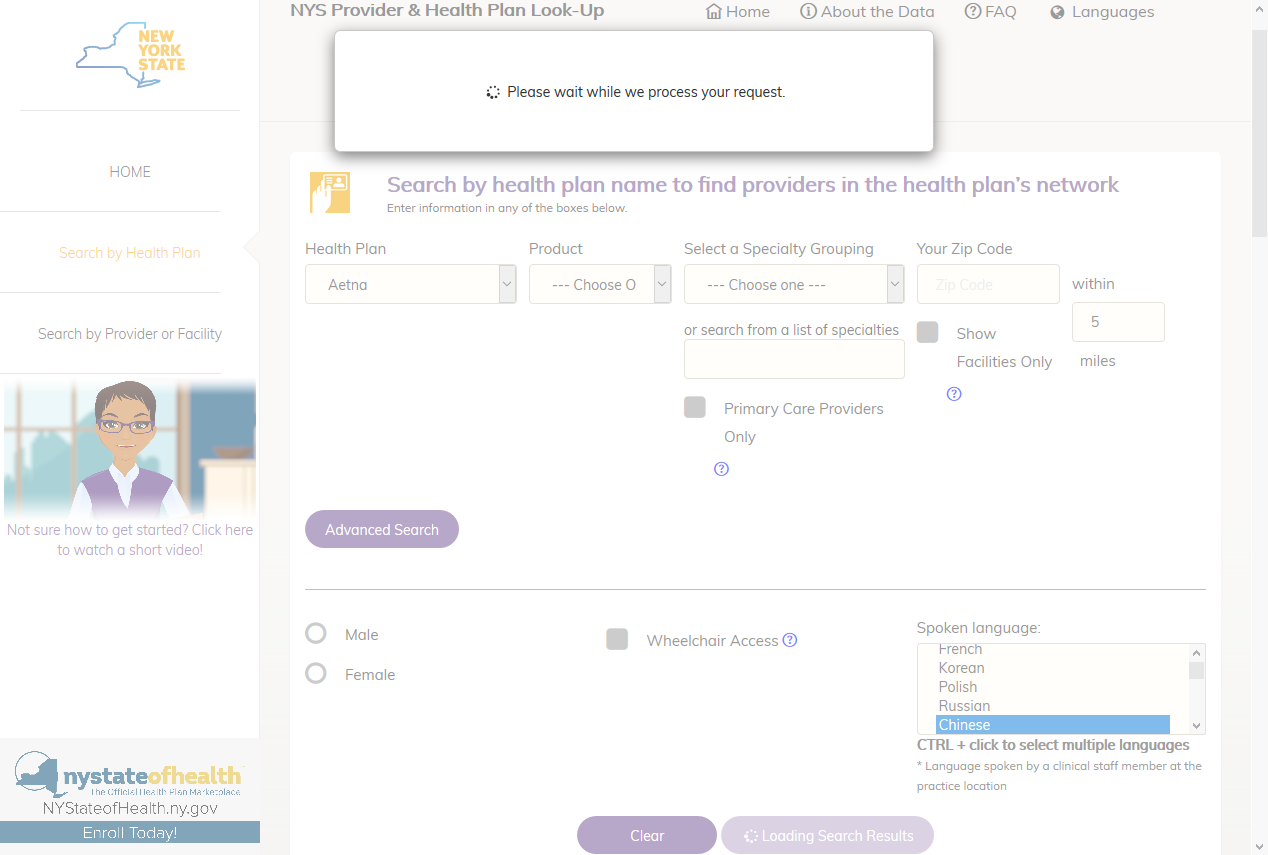 NYS Provider & Health Plan Look-Up
Home
About the Data
FAQ
Languages
NEW
YORK
STATE
Please wait while we process your request.
HOME
Search by Health Plan
Search by Provider or Facility
Not sure how to get started? Click here
to watch a short video!
nystateofhealth
The Official Health Plan Marketplace
NYStateofHealth.ny.gov
Enroll Today!
Search by health plan name to find providers in the health plan's network
Enter information in any of the boxes below.
Health Plan
Product
Select a Specialty Grouping
Your Zip Code
Aetna
--- Choose O
--- Choose one ---
Zip Code
within
5
miles
or search from a list of specialties
Show
Facilities Only
Primary Care Providers
Only
Advanced Search
Male
Female
Wheelchair Access
Spoken language:
French
Korean
Polish
Russian
Chinese
CTRL + click to select multiple languages
* Language spoken by a clinical staff member at the
practice location
Clear
Loading Search Results